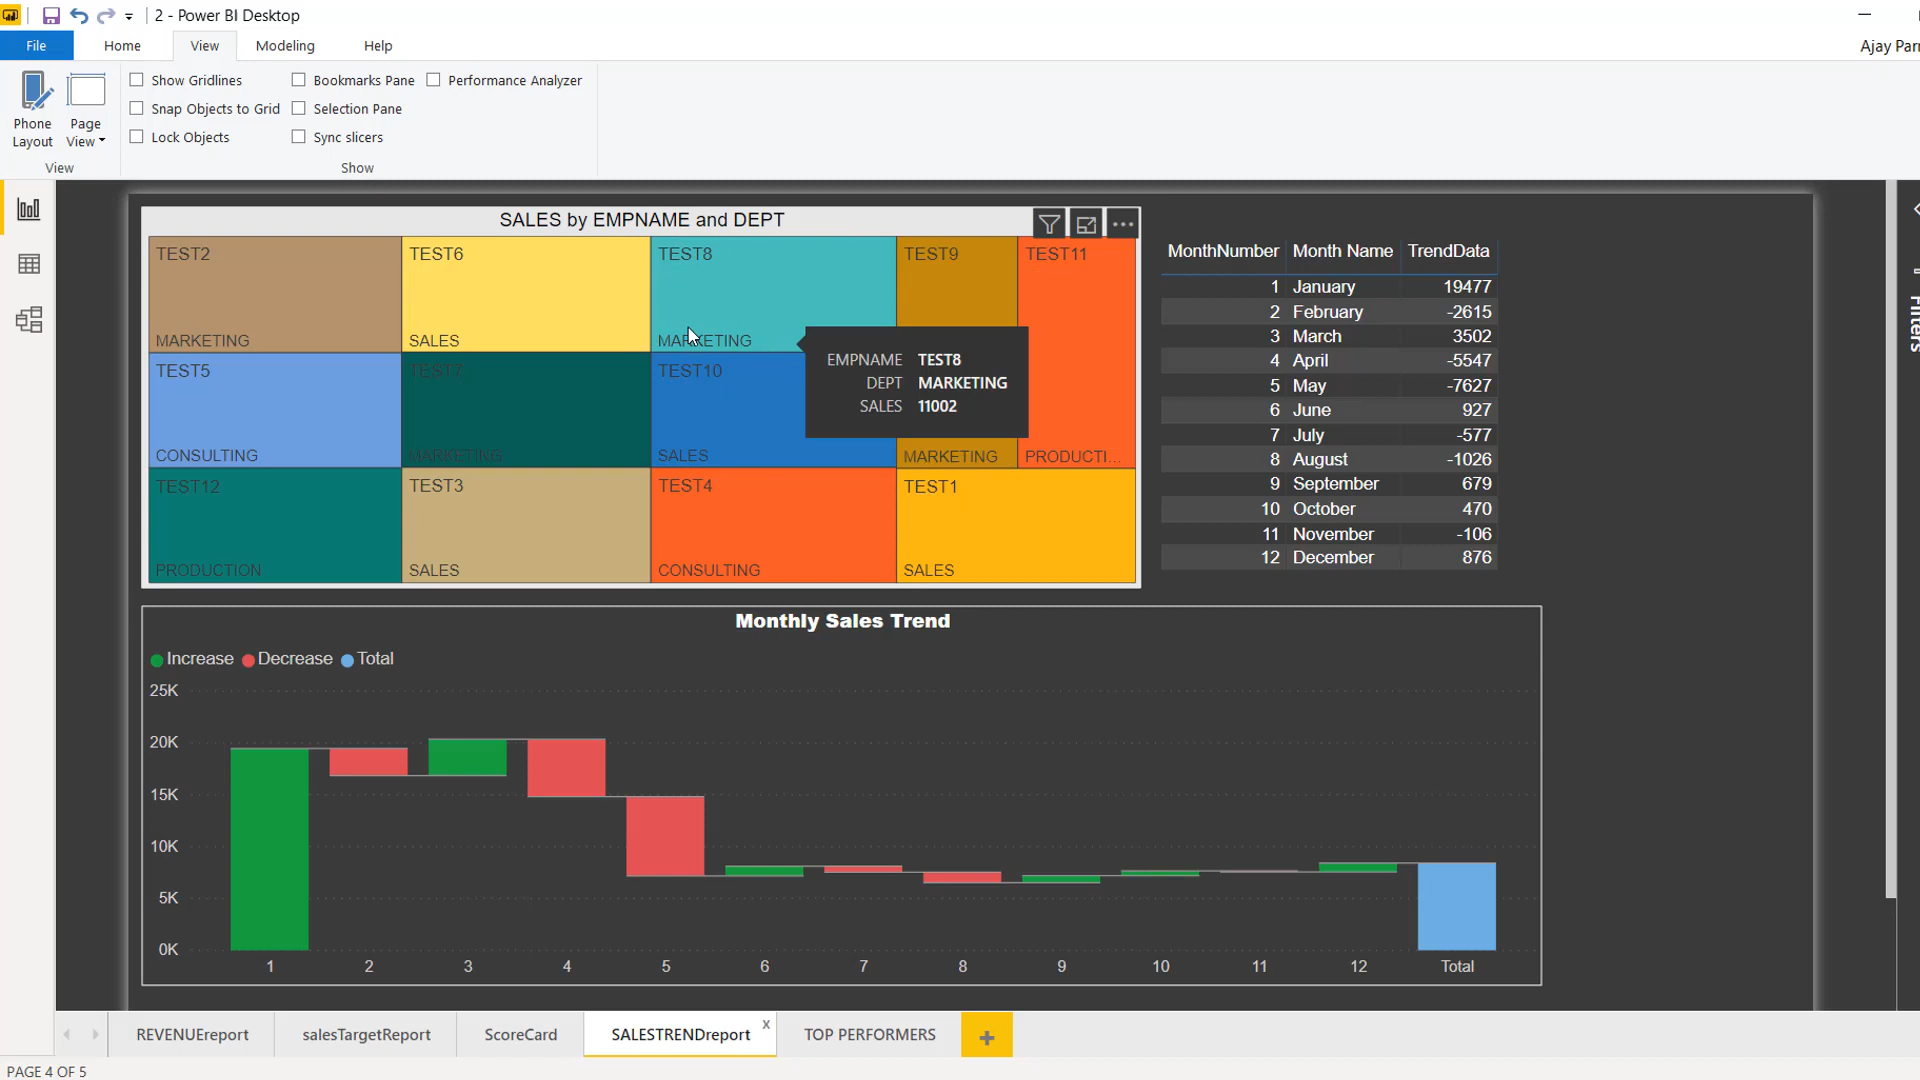 2 - Power BI Desktop
File Home View Modeling Help
Ajay Parr
Phone Layout
Page View
Show Gridlines
Snap Objects to Grid
Lock Objects
Bookmarks Pane
Selection Pane
Sync slicers
Performance Analyzer
View
Show
SALES by EMPNAME and DEPT
TEST2 TEST6 TEST8 TEST9 TEST11
MARKETING SALES MARKETING
TEST5 TEST7 TEST10
CONSULTING MARKETING SALES MARKETING PRODUCTI...
TEST12 TEST3 TEST4 TEST1
PRODUCTION SALES CONSULTING SALES
EMPNAME TEST8
DEPT MARKETING
SALES 11002
MonthNumber Month Name TrendData
1 January 19477
2 February -2615
3 March 3502
4 April -5547
5 May -7627
6 June 927
7 July -577
8 August -1026
9 September 679
10 October 470
11 November -106
12 December 876
Filters
Monthly Sales Trend
Increase Decrease Total
25K
20K
15K
10K
5K
0K
1 2 3 4 5 6 7 8 9 10 11 12 Total
REVENUEreport salesTargetReport ScoreCard SALESTRENDreport x TOP PERFORMERS +
PAGE 4 OF 5